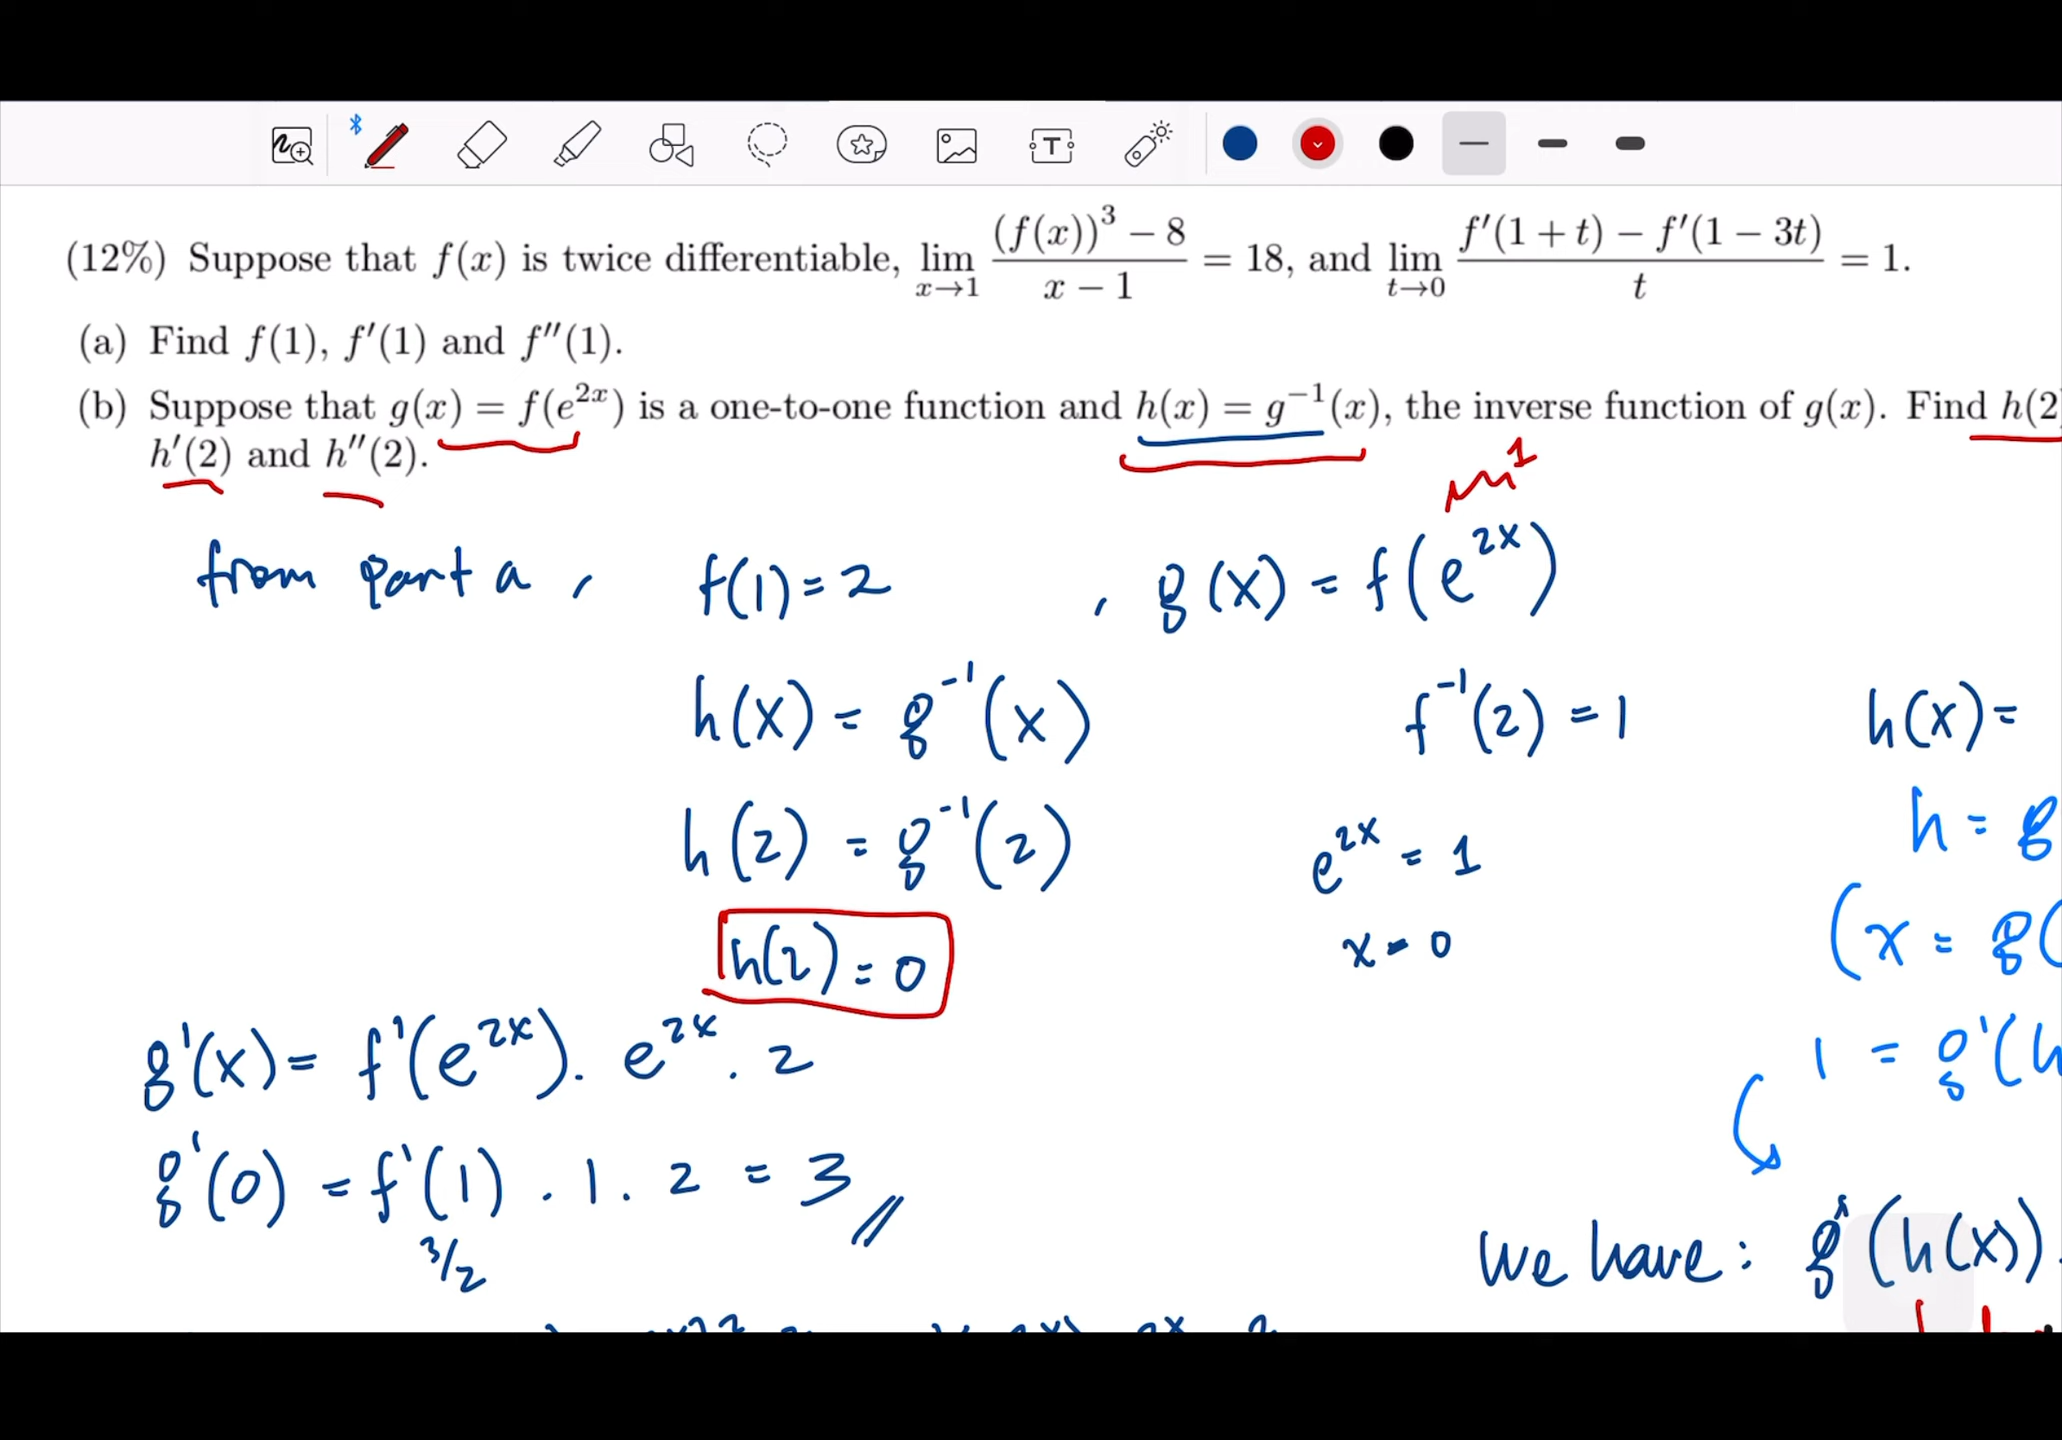 (12%) Suppose that f(x) is twice differentiable, lim_{x→1} ((f(x))³ − 8)/(x − 1) = 18, and lim_{t→0} (f′(1 + t) − f′(1 − 3t))/t = 1.
(a) Find f(1), f′(1) and f″(1).
(b) Suppose that g(x) = f(e^{2x}) is a one-to-one function and h(x) = g⁻¹(x), the inverse function of g(x). Find h(2
h′(2) and h″(2).
1
from part a, f(1) = 2 , g(x) = f(e^{2x})
h(x) = g⁻¹(x) f⁻¹(2) = 1 h(x) =
h(2) = g⁻¹(2) e^{2x} = 1 h = g
h(2) = 0 x = 0 (x = g(
g'(x) = f'(e^{2x}). e^{2x} . 2 1 = g'(h
g'(0) = f'(1) . 1 . 2 = 3
3/2
We have: g'(h(x)).